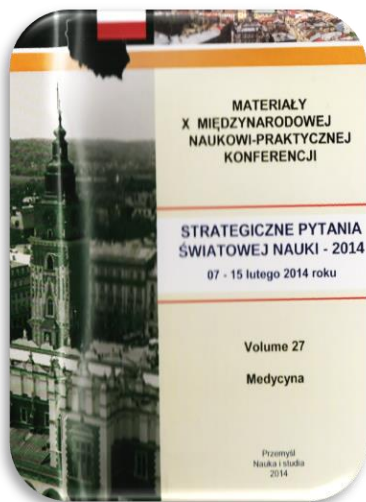 MATERIAŁY
X MIĘDZYNARODOWEJ
NAUKOWI-PRAKTYCZNEJ
KONFERENCJI
STRATEGICZNE PYTANIA
ŚWIATOWEJ NAUKI - 2014
07 - 15 lutego 2014 roku
Volume 27
Medycyna
Przemyśl
Nauka i studia
2014